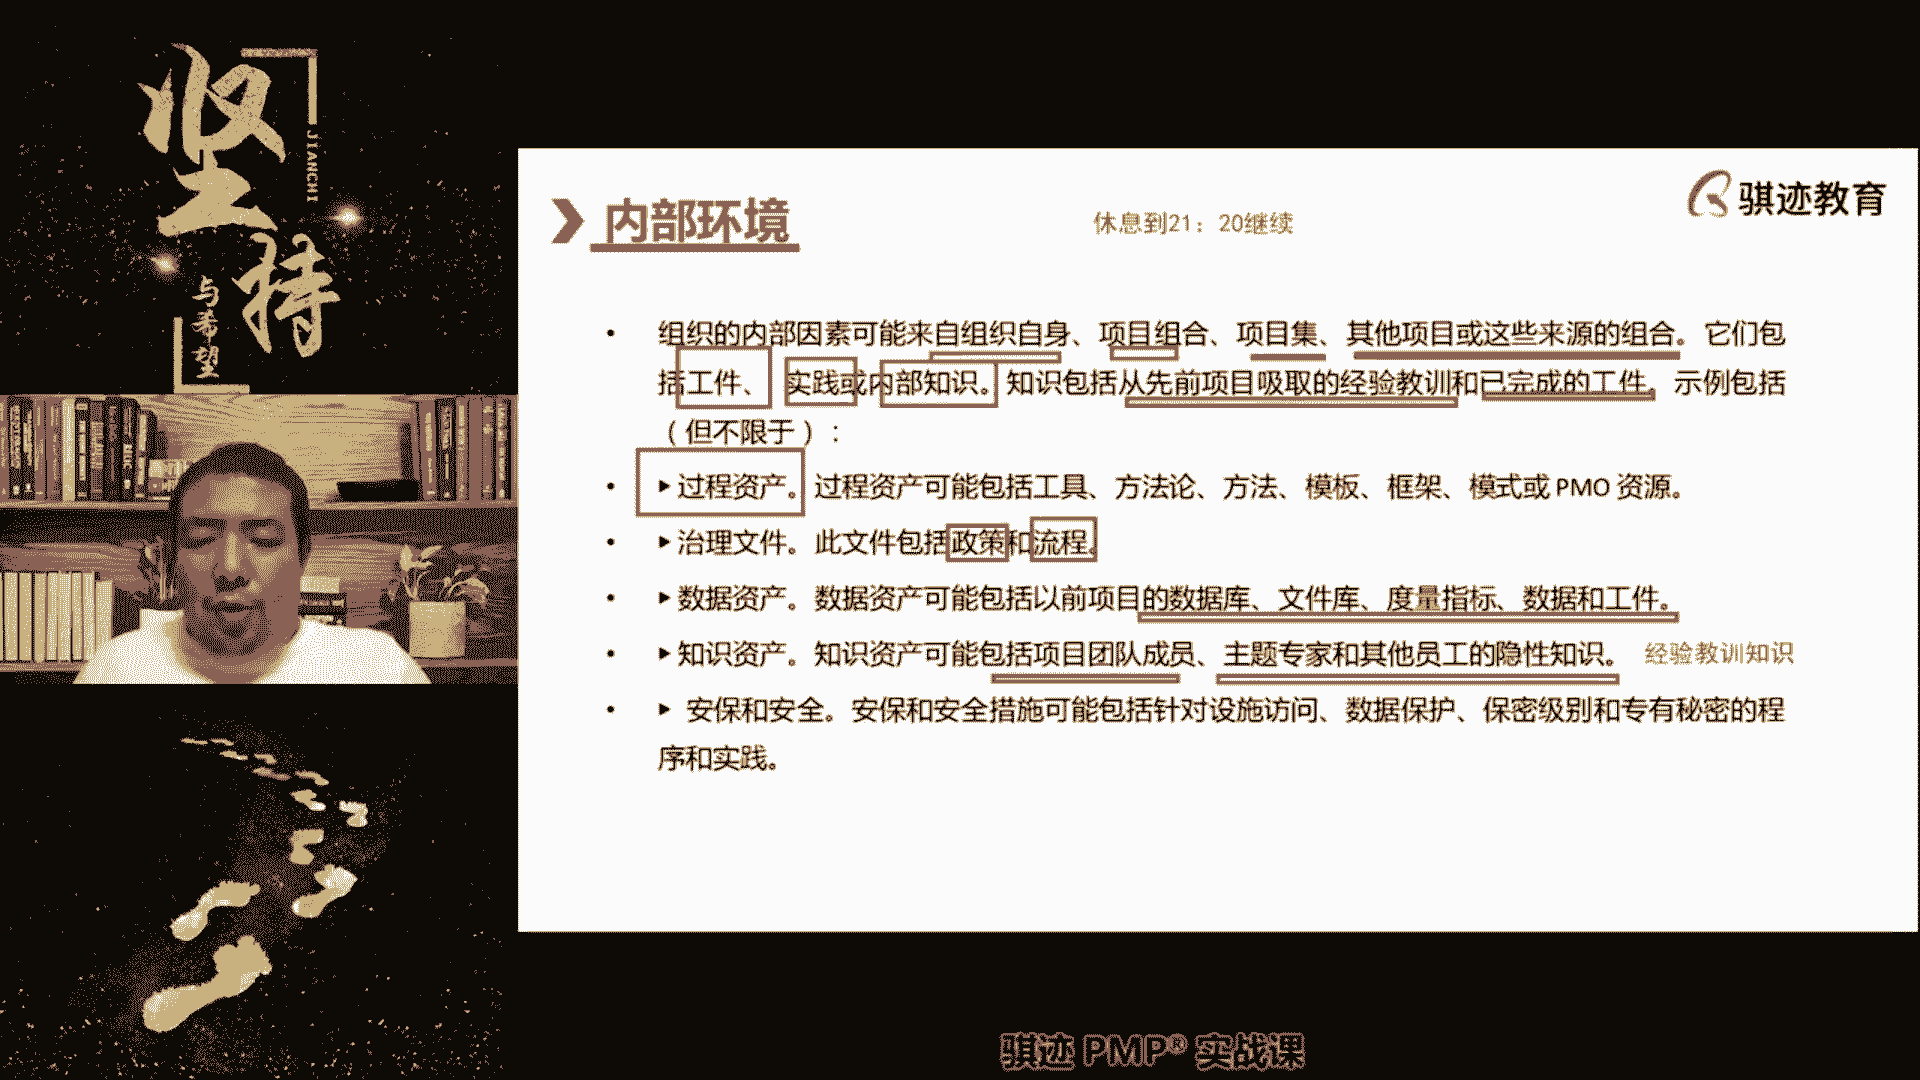 坚持
JIANCHI
与希望
骐迹教育
内部环境
休息到21：20继续
• 组织的内部因素可能来自组织自身、项目组合、项目集、其他项目或这些来源的组合。它们包
括工件、 实践或内部知识。知识包括从先前项目吸取的经验教训和已完成的工件。示例包括
（但不限于）：
• ▶过程资产。过程资产可能包括工具、方法论、方法、模板、框架、模式或 PMO 资源。
• ▶治理文件。此文件包括政策和流程。
• ▶数据资产。数据资产可能包括以前项目的数据库、文件库、度量指标、数据和工件。
• ▶知识资产。知识资产可能包括项目团队成员、主题专家和其他员工的隐性知识。 经验教训知识
• ▶ 安保和安全。安保和安全措施可能包括针对设施访问、数据保护、保密级别和专有秘密的程
序和实践。
骐迹 PMP® 实战课